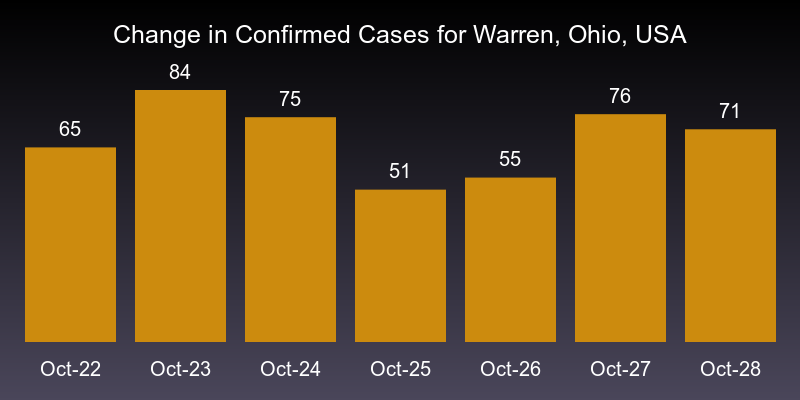 Change in Confirmed Cases for Warren, Ohio, USA
65
84
75
51
55
76
71
Oct-22
Oct-23
Oct-24
Oct-25
Oct-26
Oct-27
Oct-28